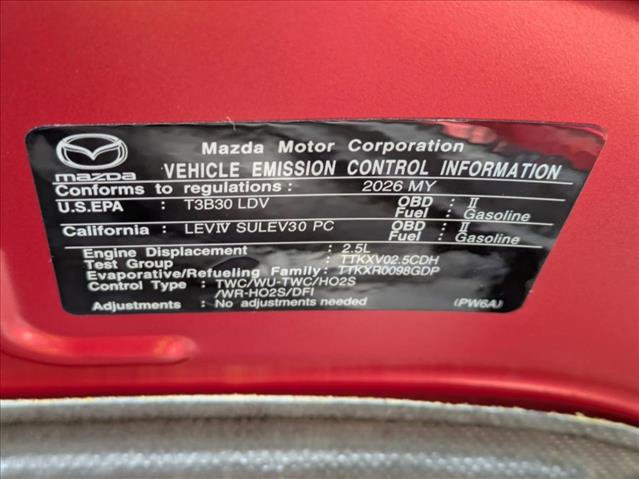 mazda
Mazda Motor Corporation
VEHICLE EMISSION CONTROL INFORMATION
Conforms to regulations : 2026 MY
U.S.EPA : T3B30 LDV OBD : II
Fuel : Gasoline
California : LEVIV SULEV30 PC OBD : II
Fuel : Gasoline
Engine Displacement : 2.5L
Test Group : TTKXV02.5CDH
Evaporative/Refueling Family: TTKXR0098GDP
Control Type : TWC/WU-TWC/HO2S
/WR-HO2S/DFI
Adjustments : No adjustments needed (PW6A)